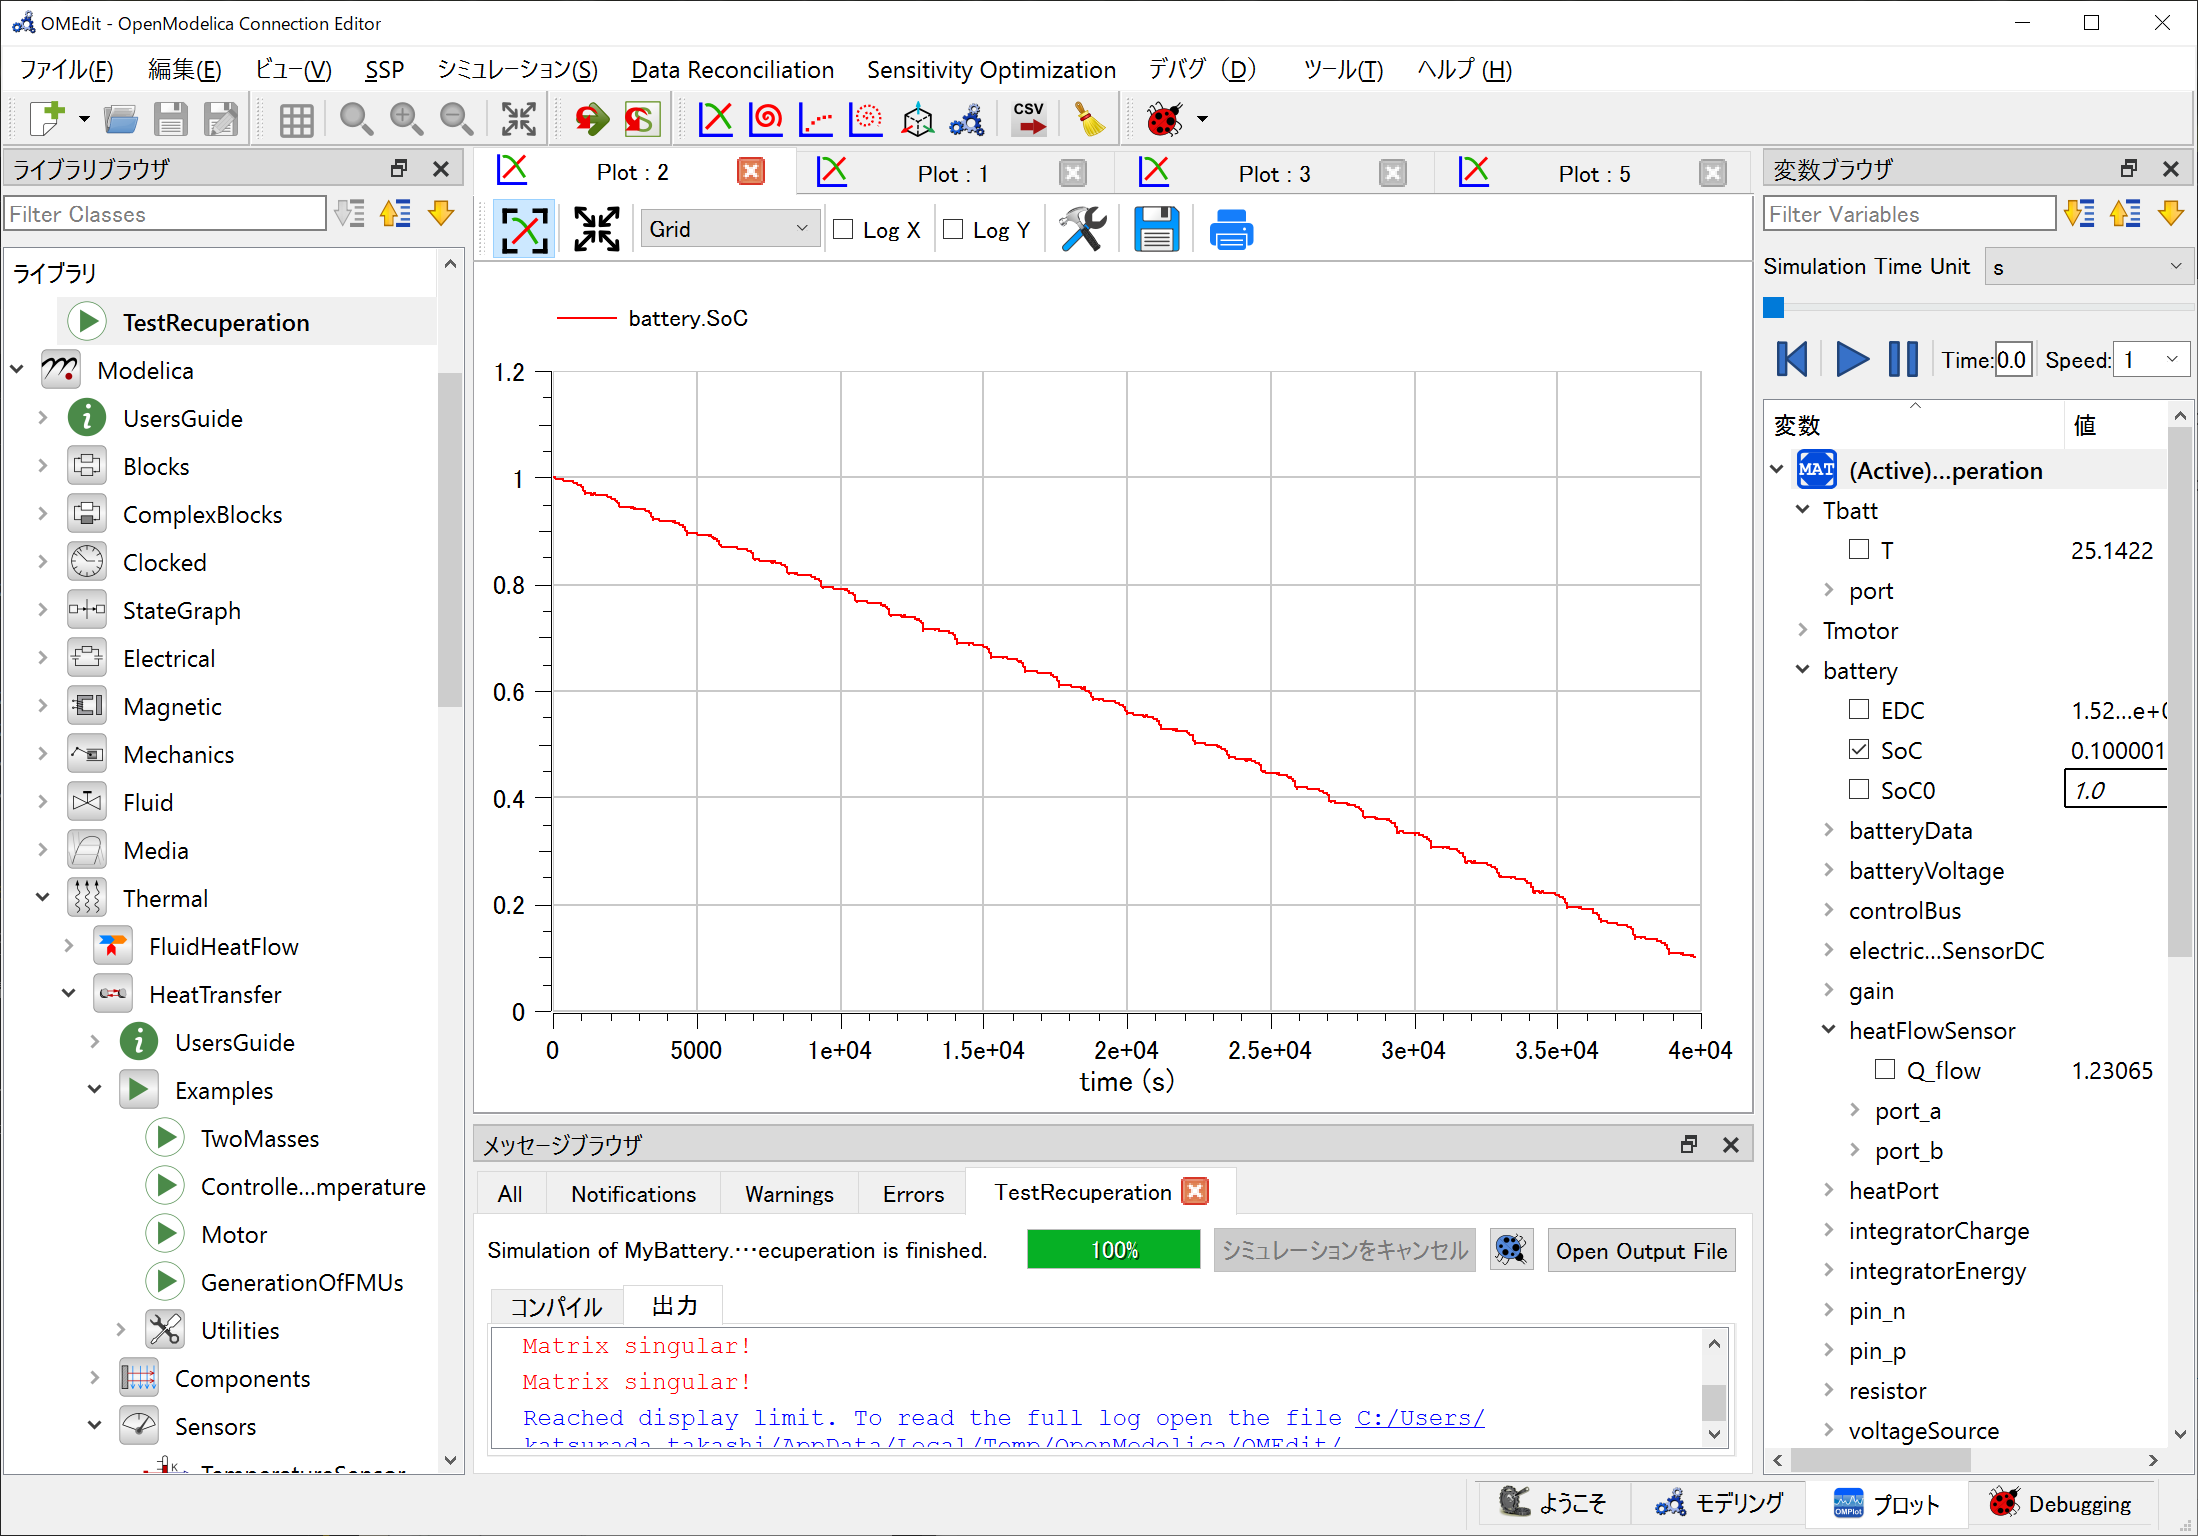 OMEdit - OpenModelica Connection Editor
ファイル(F) 編集(E) ビュー(V) SSP シミュレーション(S) Data Reconciliation Sensitivity Optimization デバグ（D） ツール(T) ヘルプ (H)
CSV
ライブラリブラウザ
Filter Classes
ライブラリ
TestRecuperation
Modelica
UsersGuide
Blocks
ComplexBlocks
Clocked
StateGraph
Electrical
Magnetic
Mechanics
Fluid
Media
Thermal
FluidHeatFlow
HeatTransfer
UsersGuide
Examples
TwoMasses
Controlle...mperature
Motor
GenerationOfFMUs
Utilities
Components
Sensors
TemperatureSensor
Plot : 2 Plot : 1 Plot : 3 Plot : 5
Grid Log X Log Y
battery.SoC
1.2
1
0.8
0.6
0.4
0.2
0
0 5000 1e+04 1.5e+04 2e+04 2.5e+04 3e+04 3.5e+04 4e+04
time (s)
メッセージブラウザ
All Notifications Warnings Errors TestRecuperation
Simulation of MyBattery.…ecuperation is finished. 100% シミュレーションをキャンセル Open Output File
コンパイル 出力
Matrix singular!
Matrix singular!
Reached display limit. To read the full log open the file C:/Users/
katsurada.takashi/AppData/Local/Temp/OpenModelica/OMEdit/
変数ブラウザ
Filter Variables
Simulation Time Unit s
Time: 0.0 Speed: 1
変数 値
MAT (Active)...peration
Tbatt
T 25.1422
port
Tmotor
battery
EDC 1.52...e+0
SoC 0.100001
SoC0 1.0
batteryData
batteryVoltage
controlBus
electric...SensorDC
gain
heatFlowSensor
Q_flow 1.23065
port_a
port_b
heatPort
integratorCharge
integratorEnergy
pin_n
pin_p
resistor
voltageSource
ようこそ モデリング OMPlot プロット Debugging